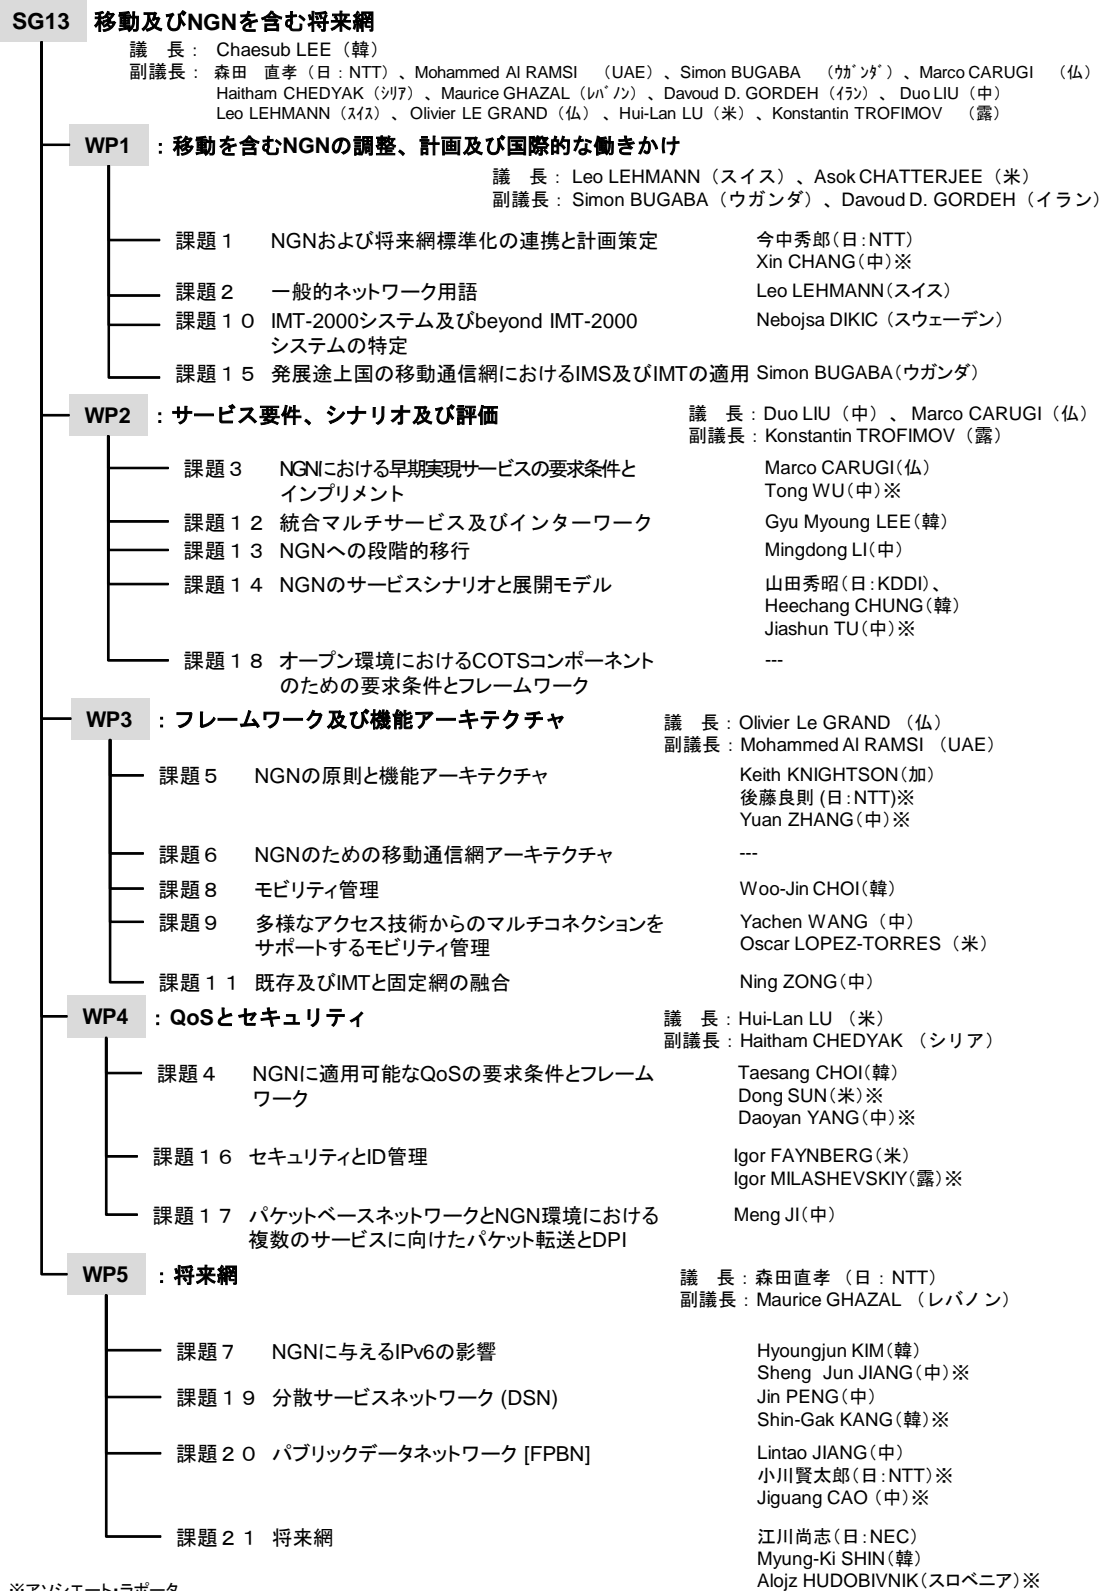 SG13 移動及びNGNを含む将来網
議　長： Chaesub LEE（韓）
副議長： 森田　直孝（日：NTT）、Mohammed Al RAMSI （UAE）、Simon BUGABA （ｳｶﾞﾝﾀﾞ）、Marco CARUGI （仏）
Haitham CHEDYAK（ｼﾘｱ）、Maurice GHAZAL（ﾚﾊﾞﾉﾝ）、Davoud D. GORDEH（ｲﾗﾝ）、Duo LIU（中）
Leo LEHMANN（ｽｲｽ）、Olivier LE GRAND（仏）、Hui-Lan LU（米）、Konstantin TROFIMOV （露）
WP1 ：移動を含むNGNの調整、計画及び国際的な働きかけ
議　長：Leo LEHMANN（スイス）、Asok CHATTERJEE（米）
副議長：Simon BUGABA（ウガンダ）、Davoud D. GORDEH（イラン）
課題１ NGNおよび将来網標準化の連携と計画策定 今中秀郎（日：NTT）
Xin CHANG（中）※
課題２ 一般的ネットワーク用語 Leo LEHMANN（スイス）
課題１０ IMT-2000システム及びbeyond IMT-2000 Nebojsa DIKIC（スウェーデン）
システムの特定
課題１５ 発展途上国の移動通信網におけるIMS及びIMTの適用 Simon BUGABA（ウガンダ）
WP2 ：サービス要件、シナリオ及び評価 議　長：Duo LIU（中）、Marco CARUGI（仏）
副議長：Konstantin TROFIMOV（露）
課題３ NGNにおける早期実現サービスの要求条件と Marco CARUGI（仏）
インプリメント Tong WU（中）※
課題１２ 統合マルチサービス及びインターワーク Gyu Myoung LEE（韓）
課題１３ NGNへの段階的移行 Mingdong LI（中）
課題１４ NGNのサービスシナリオと展開モデル 山田秀昭（日：KDDI）、
Heechang CHUNG（韓）
Jiashun TU（中）※
課題１８ オープン環境におけるCOTSコンポーネント ---
のための要求条件とフレームワーク
WP3 ：フレームワーク及び機能アーキテクチャ 議　長：Olivier Le GRAND （仏）
副議長：Mohammed Al RAMSI （UAE）
課題５ NGNの原則と機能アーキテクチャ Keith KNIGHTSON（加）
後藤良則 (日：NTT)※
Yuan ZHANG（中）※
課題６ NGNのための移動通信網アーキテクチャ ---
課題８ モビリティ管理 Woo-Jin CHOI（韓）
課題９ 多様なアクセス技術からのマルチコネクションを Yachen WANG（中）
サポートするモビリティ管理 Oscar LOPEZ-TORRES（米）
課題１１ 既存及びIMTと固定網の融合 Ning ZONG（中）
WP4 ：QoSとセキュリティ 議　長：Hui-Lan LU （米）
副議長：Haitham CHEDYAK （シリア）
課題４ NGNに適用可能なQoSの要求条件とフレーム Taesang CHOI（韓）
ワーク Dong SUN（米）※
Daoyan YANG（中）※
課題１６ セキュリティとID管理 Igor FAYNBERG（米）
Igor MILASHEVSKIY（露）※
課題１７ パケットベースネットワークとNGN環境における Meng JI（中）
複数のサービスに向けたパケット転送とDPI
WP5 ：将来網 議　長：森田直孝 （日：NTT）
副議長：Maurice GHAZAL （レバノン）
課題７ NGNに与えるIPv6の影響 Hyoungjun KIM（韓）
Sheng Jun JIANG（中）※
課題１９ 分散サービスネットワーク (DSN) Jin PENG（中）
Shin-Gak KANG（韓）※
課題２０ パブリックデータネットワーク [FPBN] Lintao JIANG（中）
小川賢太郎（日：NTT）※
Jiguang CAO （中）※
課題２１ 将来網 江川尚志（日：NEC）
Myung-Ki SHIN（韓）
Alojz HUDOBIVNIK（スロベニア）※
※アソシエート・ラポータ